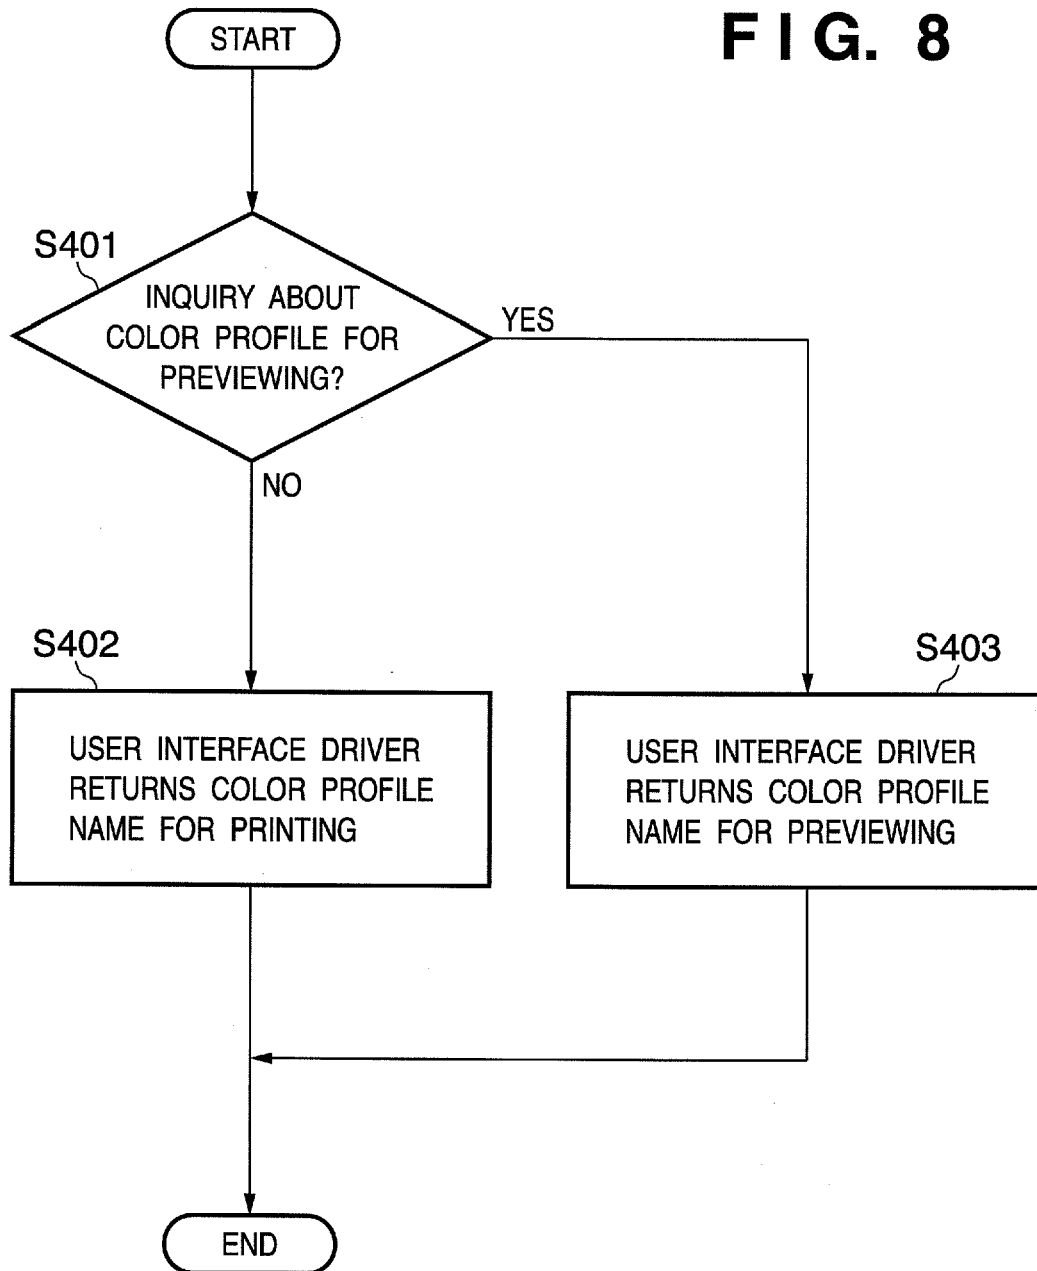 START
FIG. 8
S401
INQUIRY ABOUT
COLOR PROFILE FOR
PREVIEWING?
YES
NO
S402
USER INTERFACE DRIVER
RETURNS COLOR PROFILE
NAME FOR PRINTING
S403
USER INTERFACE DRIVER
RETURNS COLOR PROFILE
NAME FOR PREVIEWING
END